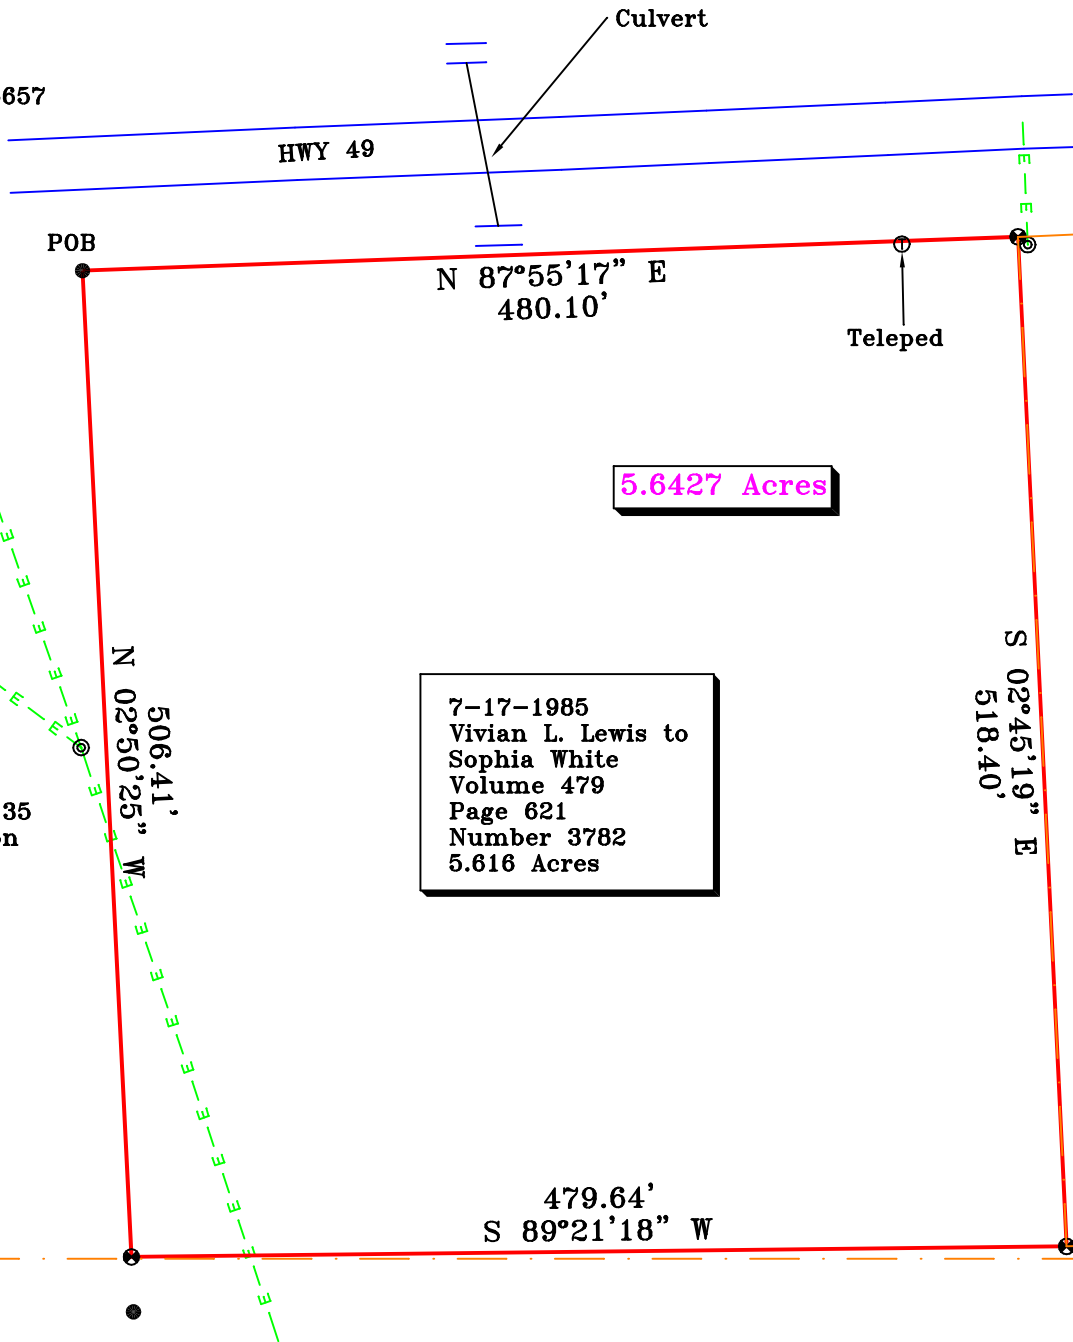 Culvert
657
HWY 49
POB
N 87°55'17" E
480.10'
Teleped
5.6427 Acres
N 02°50'25" W
506.41'
S 02°45'19" E
518.40'
7-17-1985
Vivian L. Lewis to
Sophia White
Volume 479
Page 621
Number 3782
5.616 Acres
35
n
479.64'
S 89°21'18" W